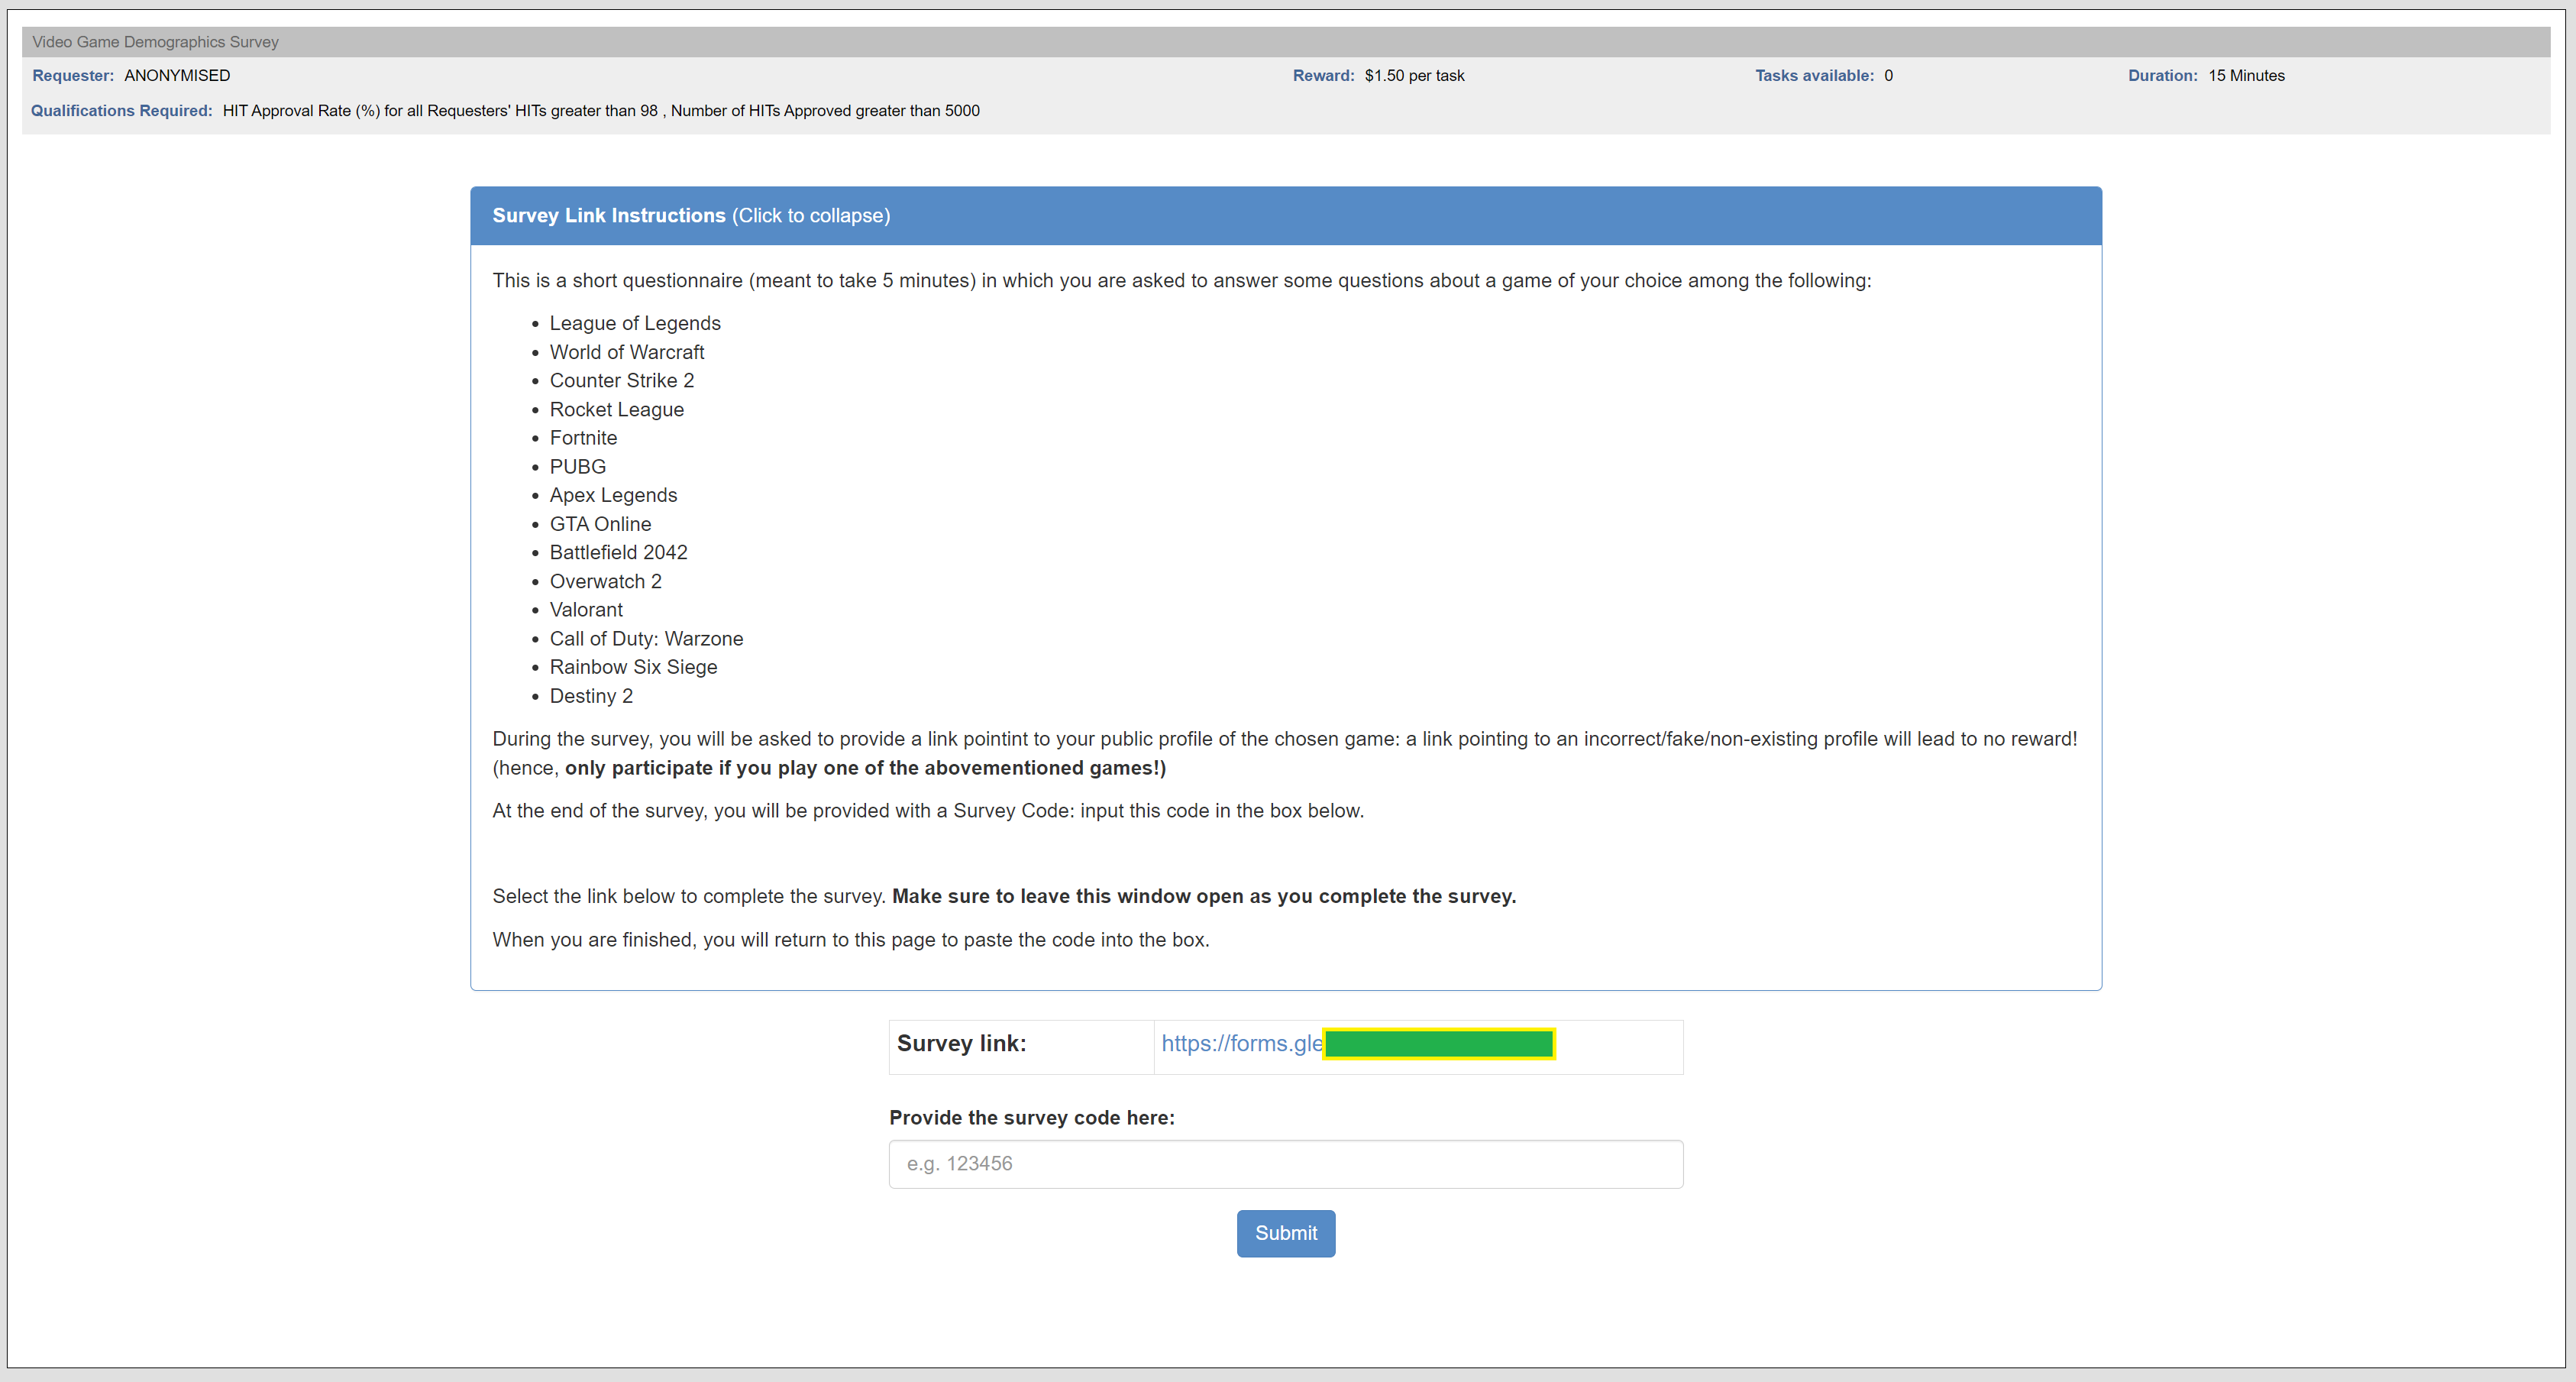 Video Game Demographics Survey
Requester: ANONYMISED Reward: $1.50 per task Tasks available: 0 Duration: 15 Minutes
Qualifications Required: HIT Approval Rate (%) for all Requesters' HITs greater than 98 , Number of HITs Approved greater than 5000
Survey Link Instructions (Click to collapse)
This is a short questionnaire (meant to take 5 minutes) in which you are asked to answer some questions about a game of your choice among the following:
• League of Legends
• World of Warcraft
• Counter Strike 2
• Rocket League
• Fortnite
• PUBG
• Apex Legends
• GTA Online
• Battlefield 2042
• Overwatch 2
• Valorant
• Call of Duty: Warzone
• Rainbow Six Siege
• Destiny 2
During the survey, you will be asked to provide a link pointint to your public profile of the chosen game: a link pointing to an incorrect/fake/non-existing profile will lead to no reward!
(hence, only participate if you play one of the abovementioned games!)
At the end of the survey, you will be provided with a Survey Code: input this code in the box below.
Select the link below to complete the survey. Make sure to leave this window open as you complete the survey.
When you are finished, you will return to this page to paste the code into the box.
Survey link: https://forms.gle
Provide the survey code here:
e.g. 123456
Submit